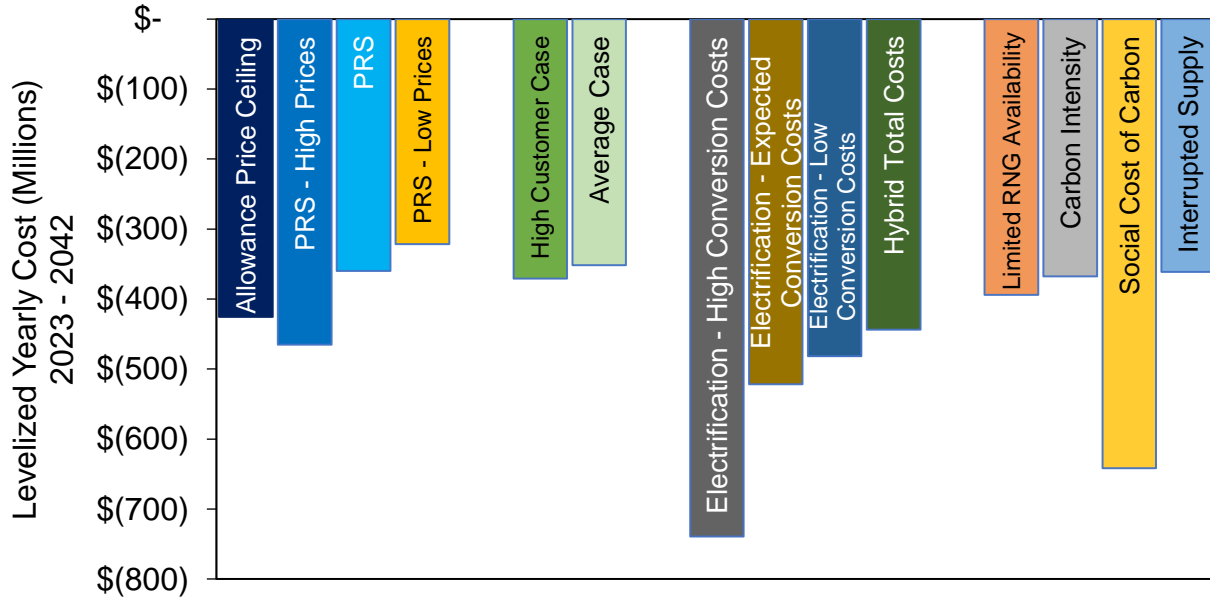 Levelized Yearly Cost (Millions)
2023 - 2042
$-
$(100)
$(200)
$(300)
$(400)
$(500)
$(600)
$(700)
$(800)
Allowance Price Ceiling
PRS - High Prices
PRS
PRS - Low Prices
High Customer Case
Average Case
Electrification - High Conversion Costs
Electrification - Expected
Conversion Costs
Electrification - Low
Conversion Costs
Hybrid Total Costs
Limited RNG Availability
Carbon Intensity
Social Cost of Carbon
Interrupted Supply